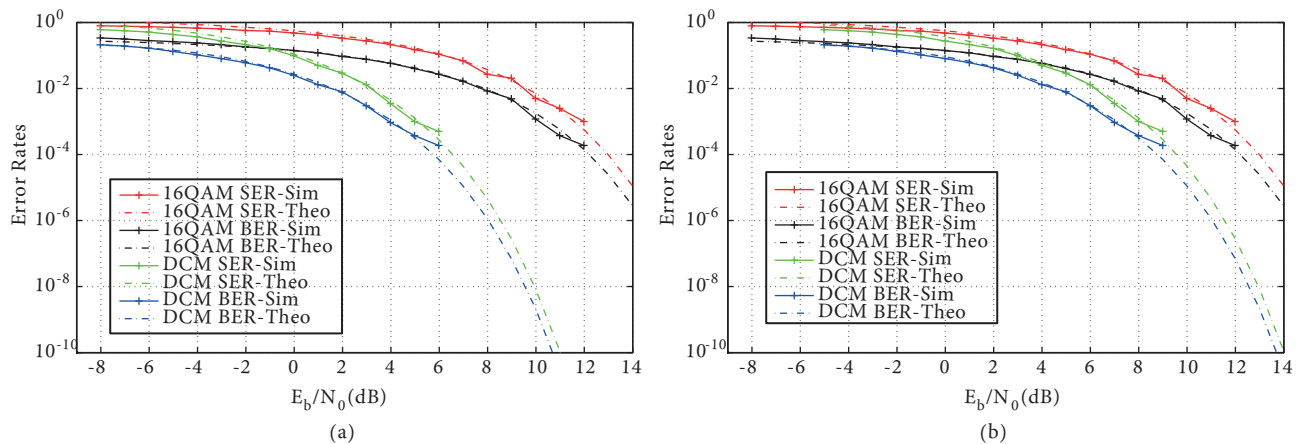 10^0
10^-2
10^-4
10^-6
10^-8
10^-10
Error Rates
16QAM SER-Sim
16QAM SER-Theo
16QAM BER-Sim
16QAM BER-Theo
DCM SER-Sim
DCM SER-Theo
DCM BER-Sim
DCM BER-Theo
-8 -6 -4 -2 0 2 4 6 8 10 12 14
E_b/N_0(dB)
(a)
10^0
10^-2
10^-4
10^-6
10^-8
10^-10
Error Rates
16QAM SER-Sim
16QAM SER-Theo
16QAM BER-Sim
16QAM BER-Theo
DCM SER-Sim
DCM SER-Theo
DCM BER-Sim
DCM BER-Theo
-8 -6 -4 -2 0 2 4 6 8 10 12 14
E_b/N_0(dB)
(b)